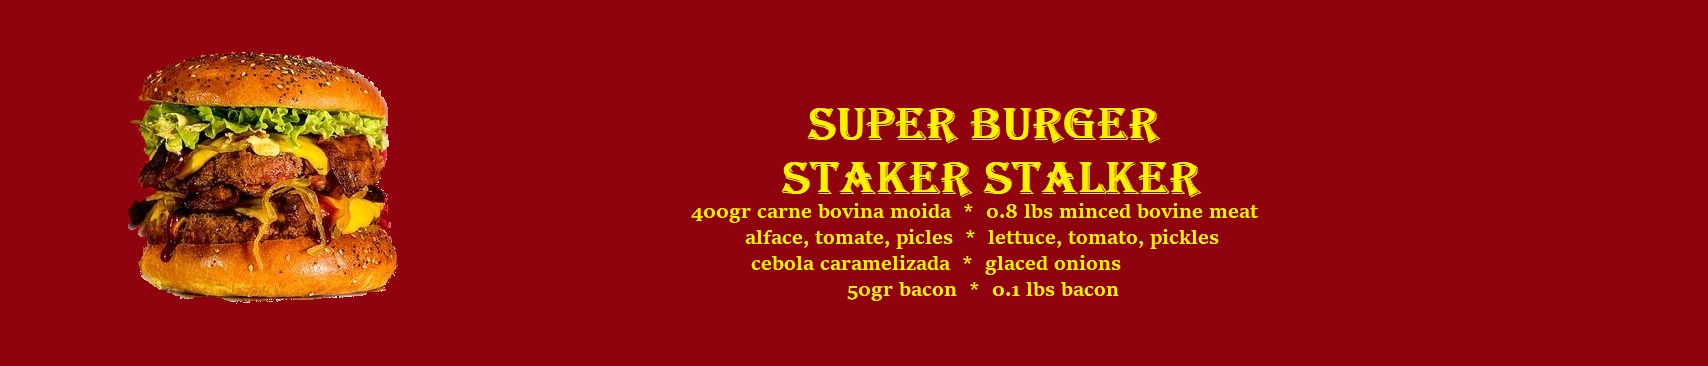 SUPER BURGER
STAKER STALKER
400gr carne bovina moida * 0.8 lbs minced bovine meat
alface, tomate, picles * lettuce, tomato, pickles
cebola caramelizada * glaced onions
50gr bacon * 0.1 lbs bacon